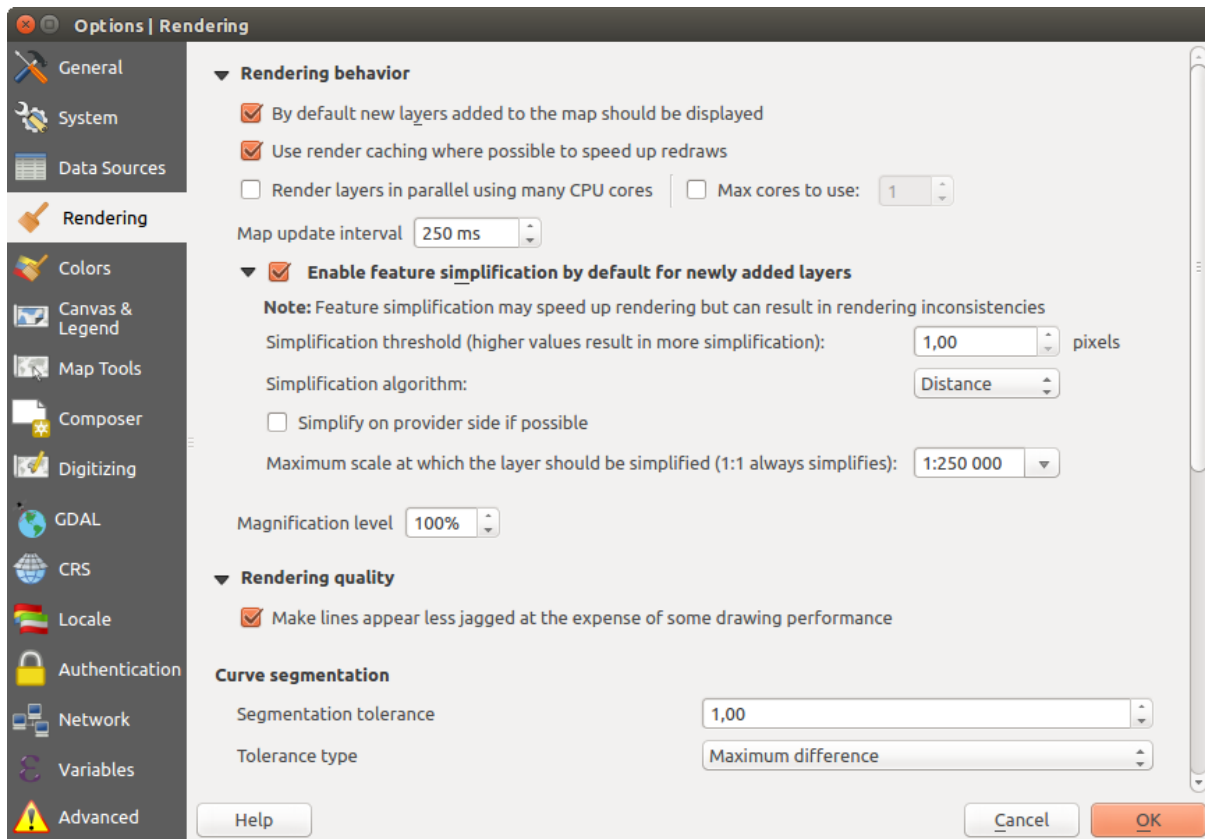 Options | Rendering
General
System
Data Sources
Rendering
Colors
Canvas &
Legend
Map Tools
Composer
Digitizing
GDAL
CRS
Locale
Authentication
Network
Variables
Advanced
Rendering behavior
By default new layers added to the map should be displayed
Use render caching where possible to speed up redraws
Render layers in parallel using many CPU cores
Max cores to use: 1
Map update interval 250 ms
Enable feature simplification by default for newly added layers
Note: Feature simplification may speed up rendering but can result in rendering inconsistencies
Simplification threshold (higher values result in more simplification): 1,00 pixels
Simplification algorithm: Distance
Simplify on provider side if possible
Maximum scale at which the layer should be simplified (1:1 always simplifies): 1:250 000
Magnification level 100%
Rendering quality
Make lines appear less jagged at the expense of some drawing performance
Curve segmentation
Segmentation tolerance 1,00
Tolerance type Maximum difference
Help
Cancel
OK